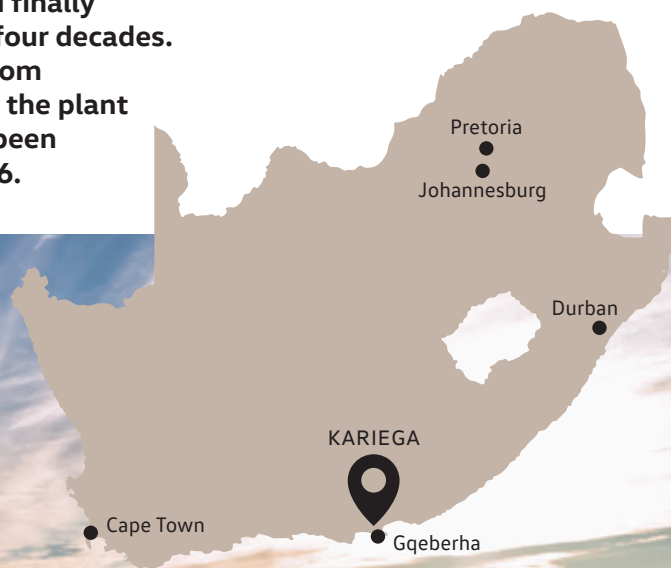 finally
four decades.
om
the plant
been
6.
Pretoria
Johannesburg
Durban
KARIEGA
Cape Town
Gqeberha